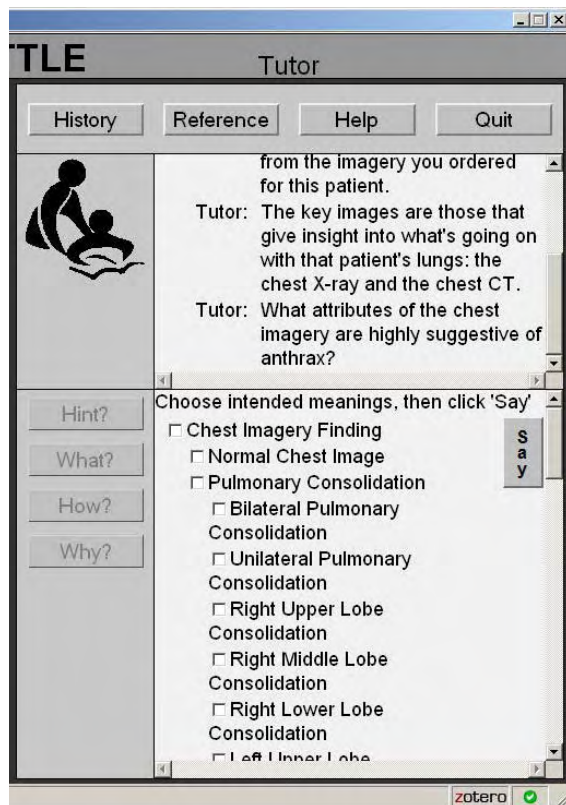 TTLE
Tutor
History Reference Help Quit
from the imagery you ordered
for this patient.
Tutor: The key images are those that
give insight into what's going on
with that patient's lungs: the
chest X-ray and the chest CT.
Tutor: What attributes of the chest
imagery are highly suggestive of
anthrax?
Hint?
What?
How?
Why?
Choose intended meanings, then click 'Say'
Say
Chest Imagery Finding
Normal Chest Image
Pulmonary Consolidation
Bilateral Pulmonary
Consolidation
Unilateral Pulmonary
Consolidation
Right Upper Lobe
Consolidation
Right Middle Lobe
Consolidation
Right Lower Lobe
Consolidation
Left Upper Lobe
zotero